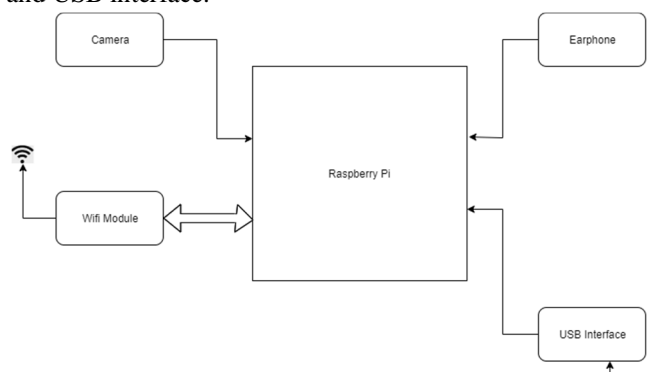 and USB interface.
Camera
Earphone
Raspberry Pi
Wifi Module
USB Interface